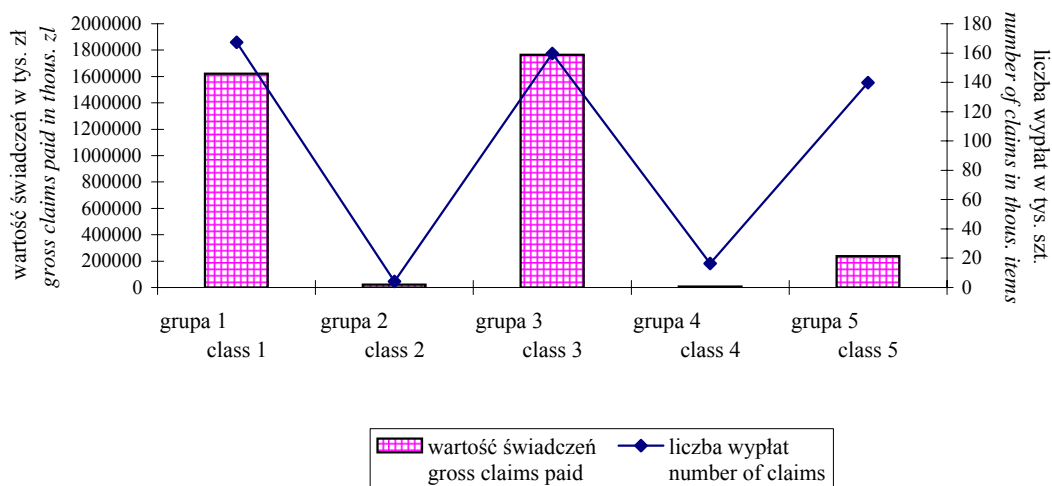 wartość świadczeń w tys. zł
gross claims paid in thous. zl
2000000
1800000
1600000
1400000
1200000
1000000
800000
600000
400000
200000
0
180
160
140
120
100
80
60
40
20
0
liczba wypłat w tys. szt.
number of claims in thous. items
grupa 1
class 1
grupa 2
class 2
grupa 3
class 3
grupa 4
class 4
grupa 5
class 5
wartość świadczeń
gross claims paid
liczba wypłat
number of claims